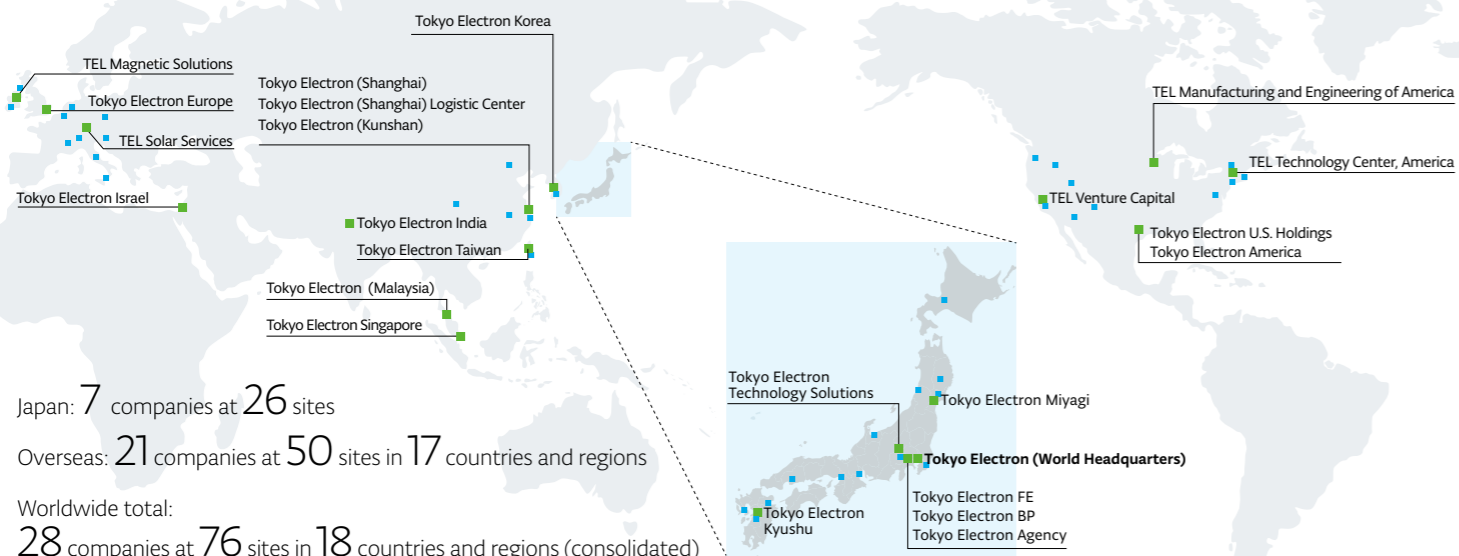 Tokyo Electron Korea
TEL Magnetic Solutions
Tokyo Electron Europe
TEL Solar Services
Tokyo Electron (Shanghai)
Tokyo Electron (Shanghai) Logistic Center
Tokyo Electron (Kunshan)
Tokyo Electron Israel
Tokyo Electron India
Tokyo Electron Taiwan
Tokyo Electron (Malaysia)
Tokyo Electron Singapore
TEL Manufacturing and Engineering of America
TEL Technology Center, America
TEL Venture Capital
Tokyo Electron U.S. Holdings
Tokyo Electron America
Tokyo Electron
Technology Solutions
Tokyo Electron Miyagi
Tokyo Electron (World Headquarters)
Tokyo Electron FE
Tokyo Electron BP
Tokyo Electron Agency
Tokyo Electron
Kyushu
Japan: 7 companies at 26 sites
Overseas: 21 companies at 50 sites in 17 countries and regions
Worldwide total:
28 companies at 76 sites in 18 countries and regions (consolidated)